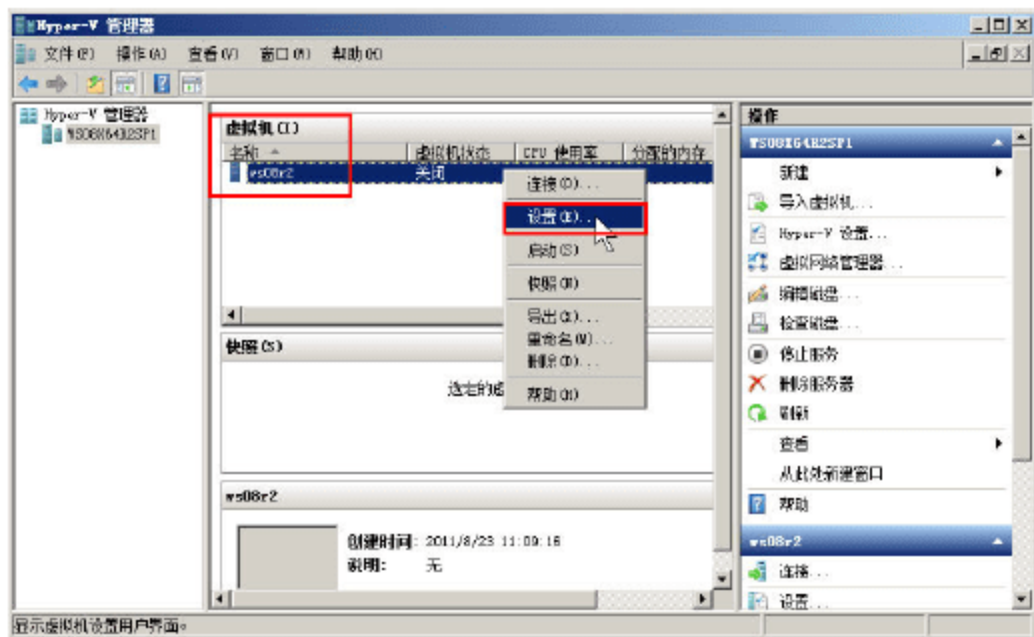 Hyper-V 管理器
文件(F) 操作(A) 查看(V) 窗口(W) 帮助(H)
Hyper-V 管理器
WS08X64R2SP1
虚拟机(I)
名称 虚拟机状态 CPU 使用率 分配的内存
ws08r2 关闭
连接(O)...
设置(E)...
启动(S)
快照(N)
导出(X)...
重命名(M)...
删除(D)...
帮助(H)
快照(S)
选定的虚
ws08r2
创建时间: 2011/8/23 11:09:16
说明: 无
操作
WS08X64R2SP1
新建
导入虚拟机...
Hyper-V 设置...
虚拟网络管理器...
编辑磁盘...
检查磁盘...
停止服务
删除服务器
刷新
查看
从此处新建窗口
帮助
ws08r2
连接...
设置...
显示虚拟机设置用户界面。